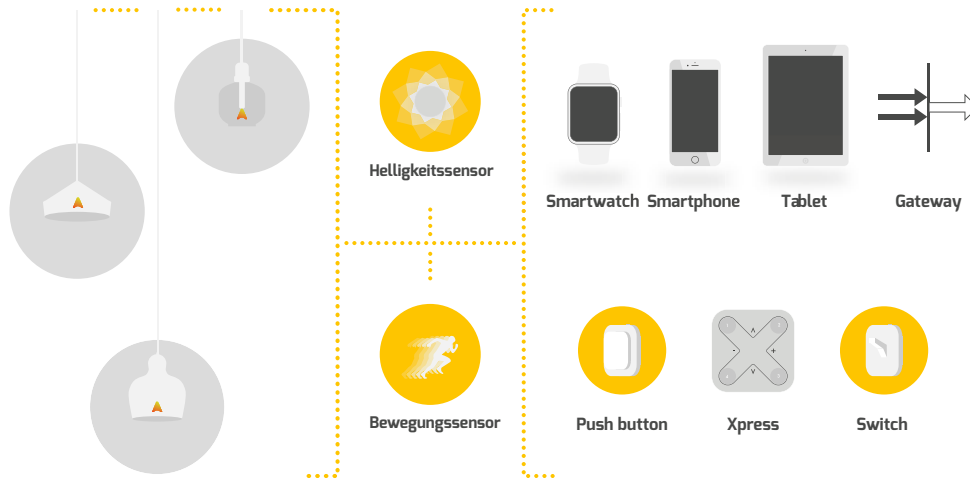 Helligkeitssensor
Smartwatch
Smartphone
Tablet
Gateway
Bewegungssensor
Push button
Xpress
Switch